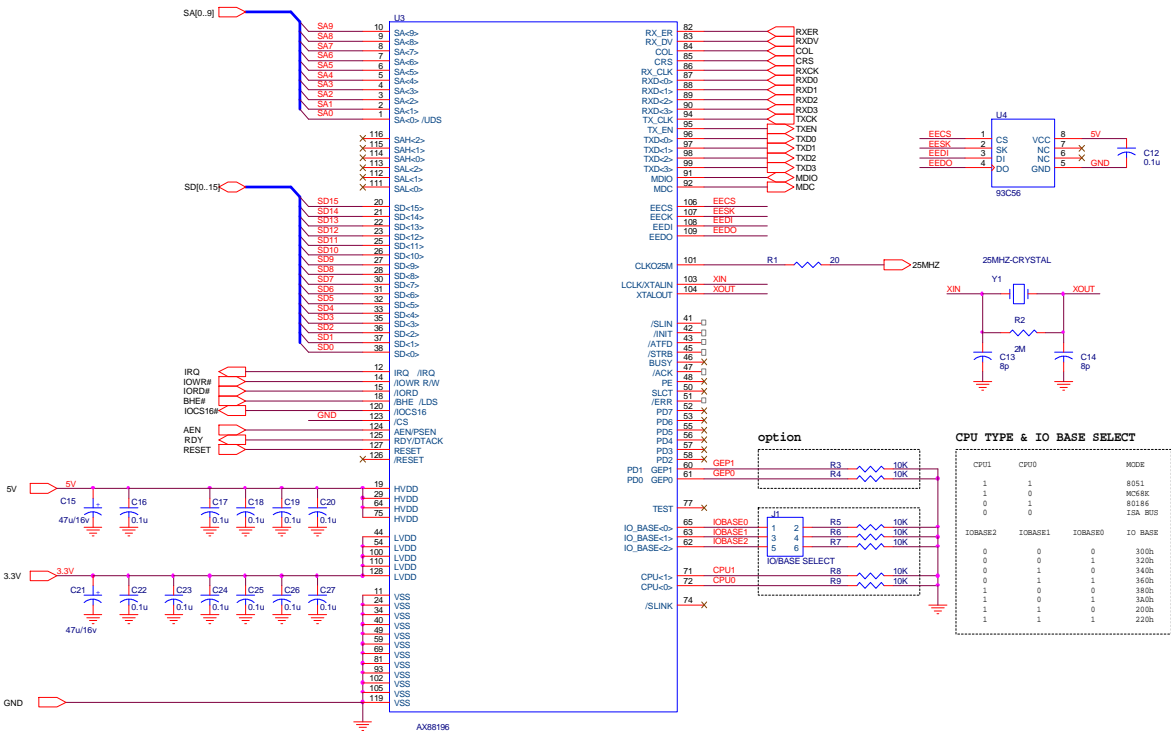 SA[0..9]
U3
SA9 10 SA<9>
SA8 9 SA<8>
SA7 8 SA<7>
SA6 7 SA<6>
SA5 6 SA<5>
SA4 5 SA<4>
SA3 4 SA<3>
SA2 3 SA<2>
SA1 2 SA<1>
SA0 1 SA<0> /UDS
116 SAH<2>
115 SAH<1>
114 SAH<0>
113 SAL<2>
112 SAL<1>
111 SAL<0>
SD[0..15]
SD15 20 SD<15>
SD14 21 SD<14>
SD13 22 SD<13>
SD12 23 SD<12>
SD11 25 SD<11>
SD10 26 SD<10>
SD9 27 SD<9>
SD8 28 SD<8>
SD7 30 SD<7>
SD6 31 SD<6>
SD5 32 SD<5>
SD4 33 SD<4>
SD3 35 SD<3>
SD2 36 SD<2>
SD1 37 SD<1>
SD0 38 SD<0>
IRQ 12 IRQ /IRQ
IOWR# 14 /IOWR R/W
IORD# 15 /IORD
BHE# 18 /BHE /LDS
IOCS16# 120 /IOCS16
GND 123 /CS
AEN 124 AEN/PSEN
RDY 125 RDY/DTACK
RESET 127 RESET
126 /RESET
5V 5V 19 HVDD
29 HVDD
64 HVDD
75 HVDD
C15 C16 C17 C18 C19 C20
47u/16v 0.1u 0.1u 0.1u 0.1u 0.1u
44 LVDD
54 LVDD
100 LVDD
110 LVDD
3.3V 3.3V 128 LVDD
C21 C22 C23 C24 C25 C26 C27
47u/16v 0.1u 0.1u 0.1u 0.1u 0.1u 0.1u
11 VSS
24 VSS
34 VSS
40 VSS
49 VSS
59 VSS
69 VSS
81 VSS
93 VSS
102 VSS
105 VSS
GND 119 VSS
AX88196
RX_ER 82 RXER
RX_DV 83 RXDV
COL 84 COL
CRS 85 CRS
RX_CLK 86 RXCK
RXD<0> 87 RXD0
RXD<1> 88 RXD1
RXD<2> 89 RXD2
RXD<3> 90 RXD3
TX_CLK 94 TXCK
TX_EN 95 TXEN
TXD<0> 96 TXD0
TXD<1> 97 TXD1
TXD<2> 98 TXD2
TXD<3> 99 TXD3
MDIO 91 MDIO
MDC 92 MDC
EECS 106 EECS
EECK 107 EESK
EEDI 108 EEDI
EEDO 109 EEDO
CLKO25M 101 R1 20 25MHZ
LCLK/XTALIN 103 XIN
XTALOUT 104 XOUT
/SLIN 41
/INIT 42
/ATFD 43
/STRB 45
BUSY 46
/ACK 47
PE 48
SLCT 50
/ERR 51
PD7 52
PD6 53
PD5 55
PD4 56
PD3 57
PD2 58
PD1 GEP1 60 GEP1 R3 10K
PD0 GEP0 61 GEP0 R4 10K
TEST 77
IO_BASE<0> 65 IOBASE0 1 2 R5 10K
IO_BASE<1> 63 IOBASE1 3 4 R6 10K
IO_BASE<2> 62 IOBASE2 5 6 R7 10K
J1
IO/BASE SELECT
CPU<1> 71 CPU1 R8 10K
CPU<0> 72 CPU0 R9 10K
/SLINK 74
option
U4
EECS 1 CS VCC 8 5V
EESK 2 SK NC 7
EEDI 3 DI NC 6
EEDO 4 DO GND 5 GND
93C56
C12
0.1u
25MHZ-CRYSTAL
XIN Y1 XOUT
R2
2M
C13 C14
8p 8p
CPU TYPE & IO BASE SELECT
CPU1 CPU0 MODE
1 1 8051
1 0 MC68K
0 1 80186
0 0 ISA BUS
IOBASE2 IOBASE1 IOBASE0 IO BASE
0 0 0 300h
0 0 1 320h
0 1 0 340h
0 1 1 360h
1 0 0 380h
1 0 1 3A0h
1 1 0 200h
1 1 1 220h